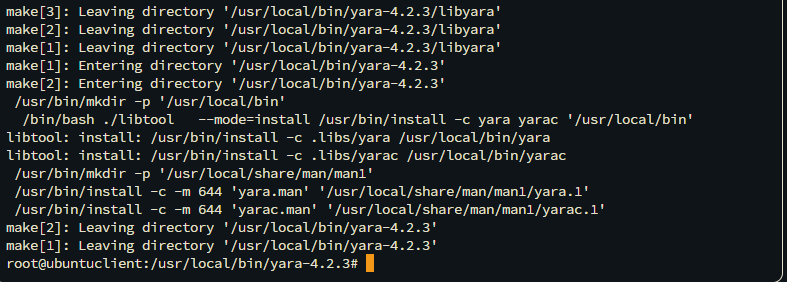 make[3]: Leaving directory '/usr/local/bin/yara-4.2.3/libyara'
make[2]: Leaving directory '/usr/local/bin/yara-4.2.3/libyara'
make[1]: Leaving directory '/usr/local/bin/yara-4.2.3/libyara'
make[1]: Entering directory '/usr/local/bin/yara-4.2.3'
make[2]: Entering directory '/usr/local/bin/yara-4.2.3'
 /usr/bin/mkdir -p '/usr/local/bin'
  /bin/bash ./libtool   --mode=install /usr/bin/install -c yara yarac '/usr/local/bin'
libtool: install: /usr/bin/install -c .libs/yara /usr/local/bin/yara
libtool: install: /usr/bin/install -c .libs/yarac /usr/local/bin/yarac
 /usr/bin/mkdir -p '/usr/local/share/man/man1'
 /usr/bin/install -c -m 644 'yara.man' '/usr/local/share/man/man1/yara.1'
 /usr/bin/install -c -m 644 'yarac.man' '/usr/local/share/man/man1/yarac.1'
make[2]: Leaving directory '/usr/local/bin/yara-4.2.3'
make[1]: Leaving directory '/usr/local/bin/yara-4.2.3'
root@ubuntuclient:/usr/local/bin/yara-4.2.3#